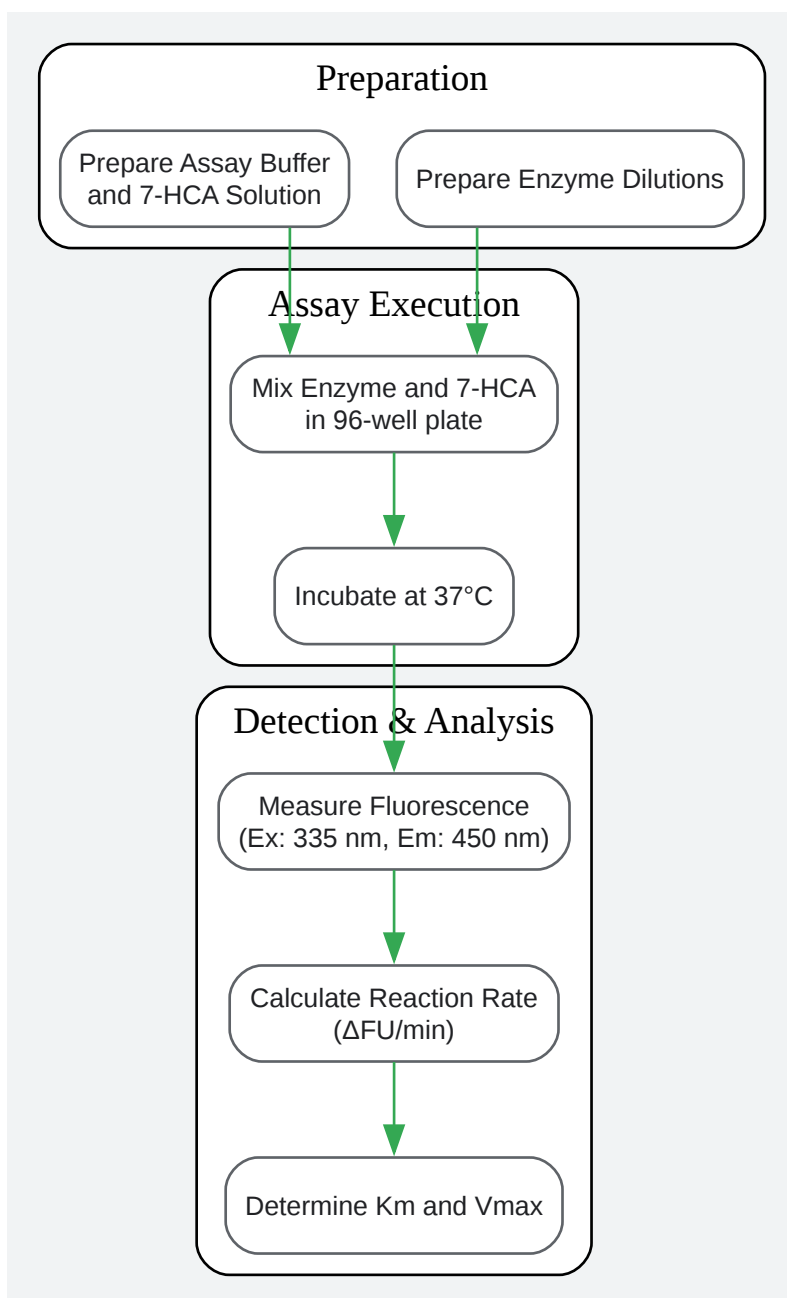 Preparation
Prepare Assay Buffer
and 7-HCA Solution
Prepare Enzyme Dilutions
Assay Execution
Mix Enzyme and 7-HCA
in 96-well plate
Incubate at 37°C
Detection & Analysis
Measure Fluorescence
(Ex: 335 nm, Em: 450 nm)
Calculate Reaction Rate
(ΔFU/min)
Determine Km and Vmax